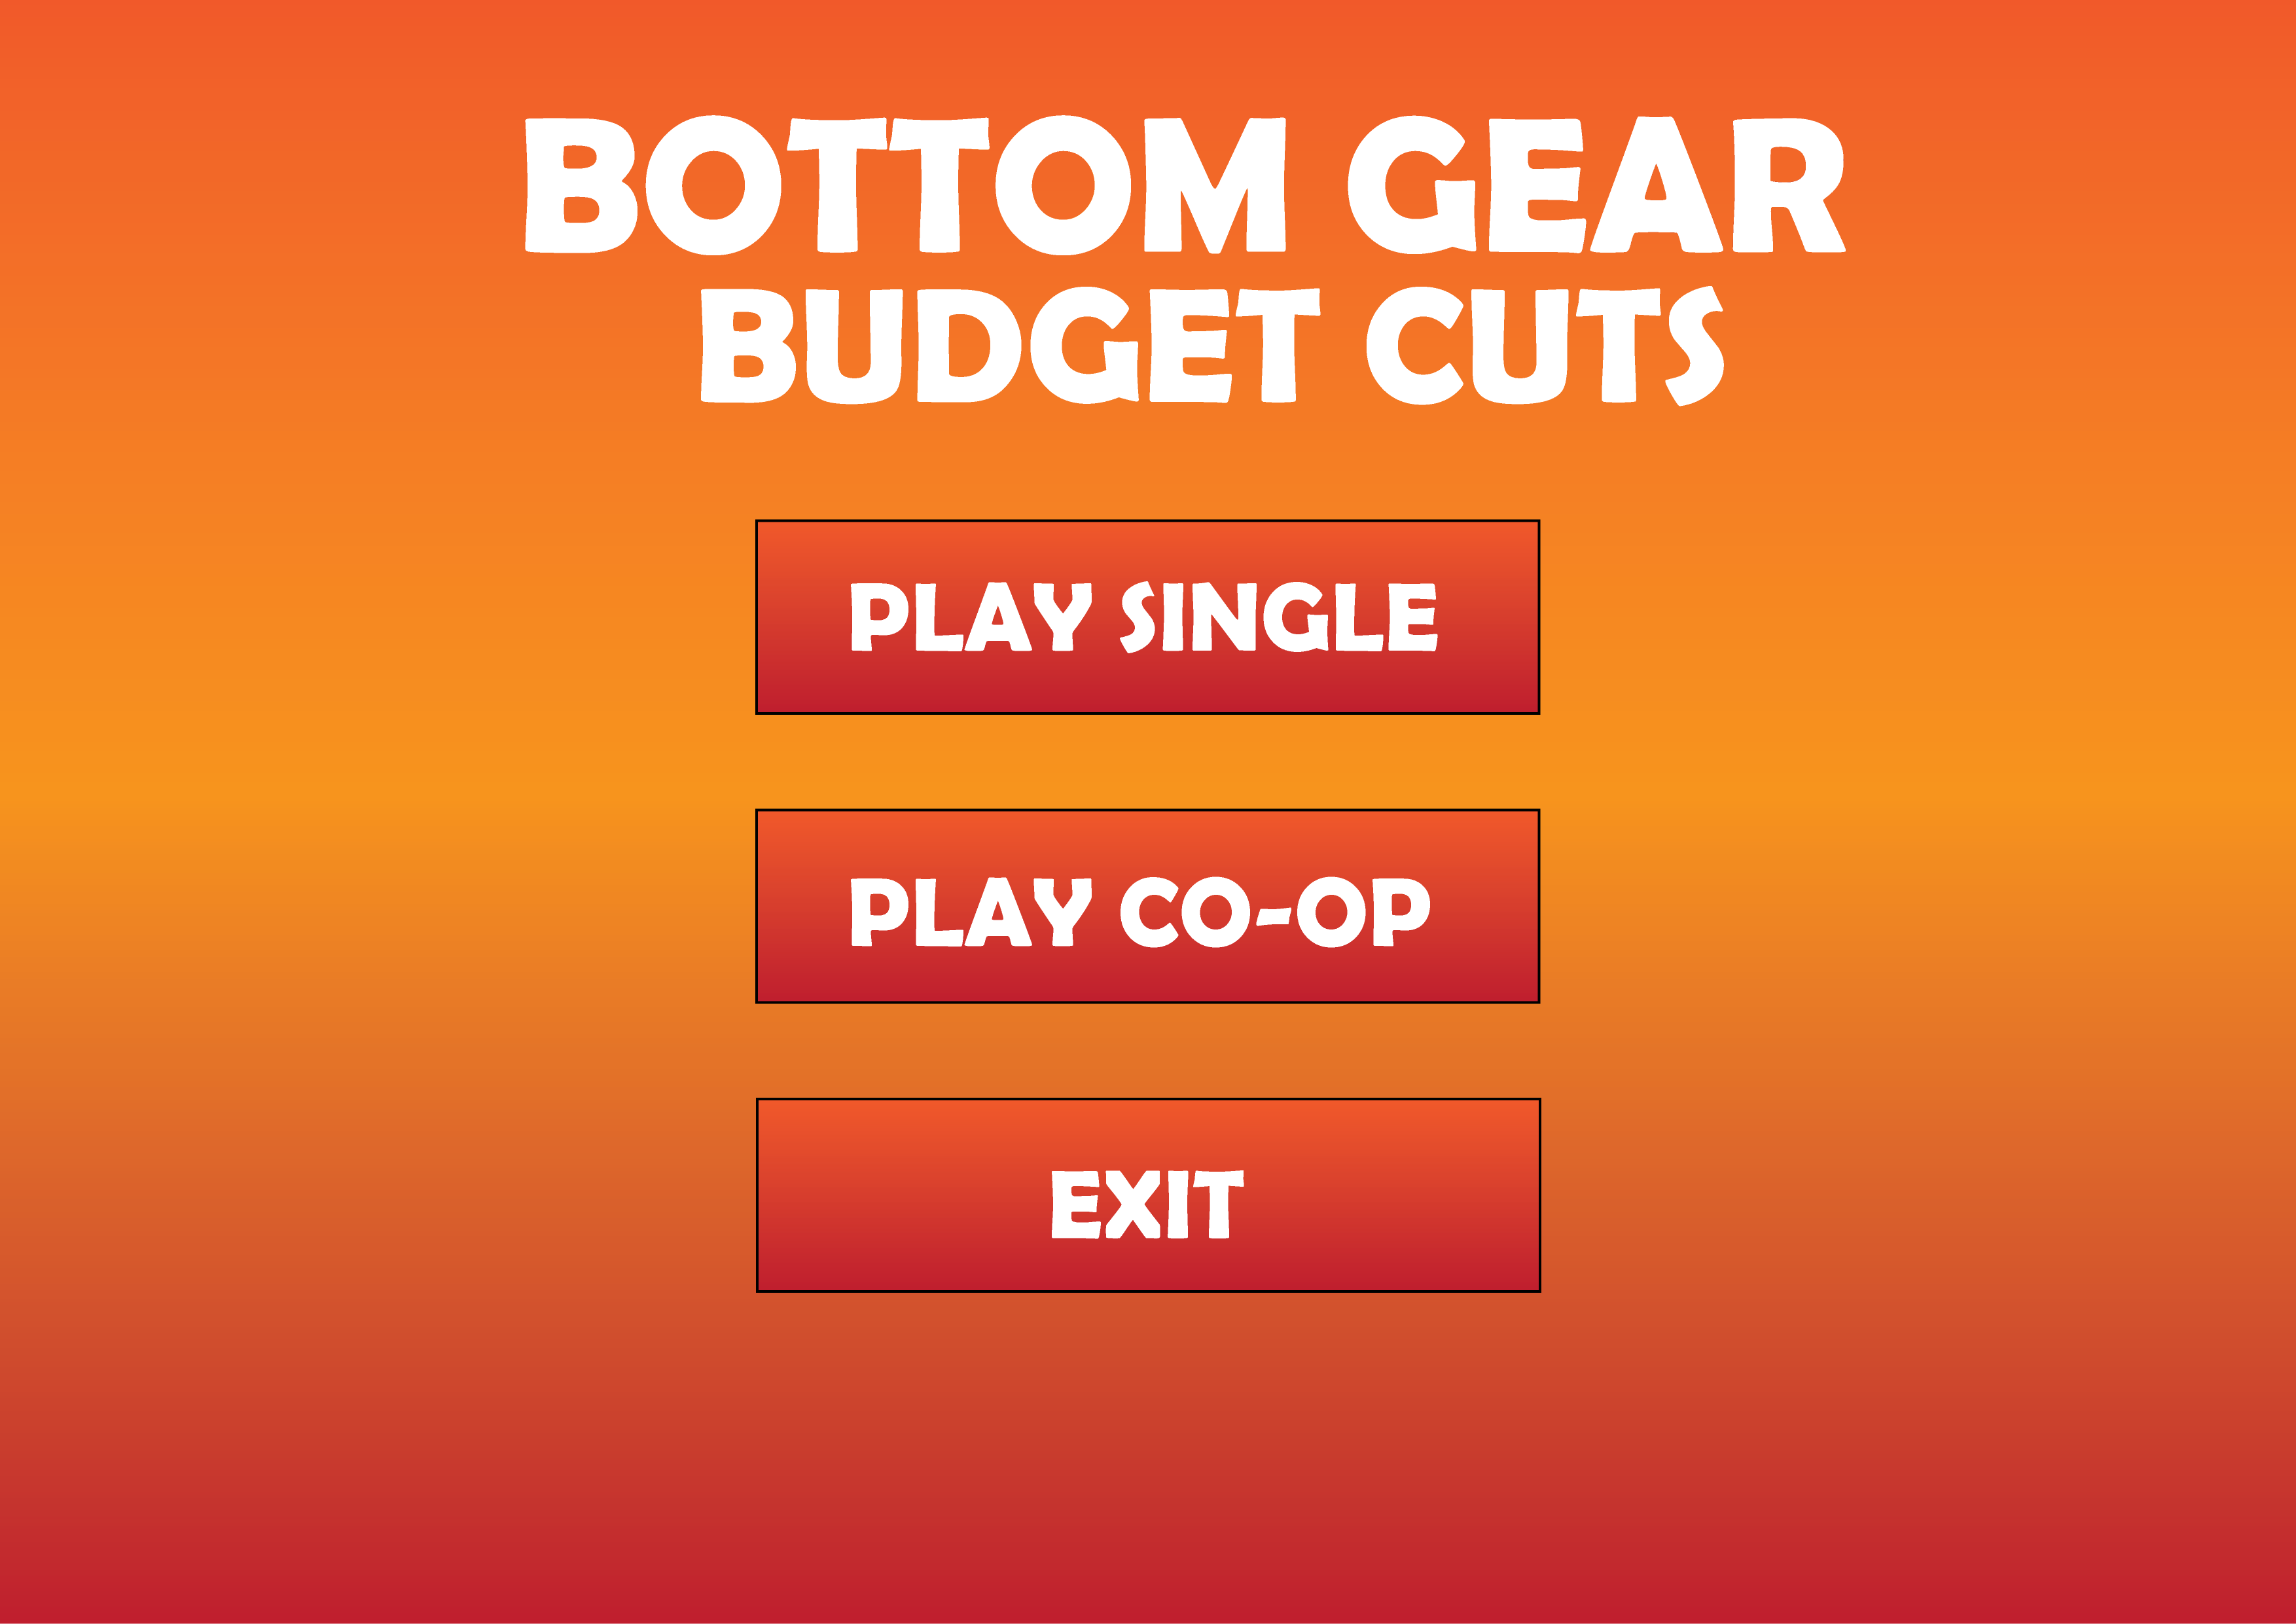 BOTTOM GEAR
BUDGET CUTS
PLAY SINGLE
PLAY CO-OP
EXIT